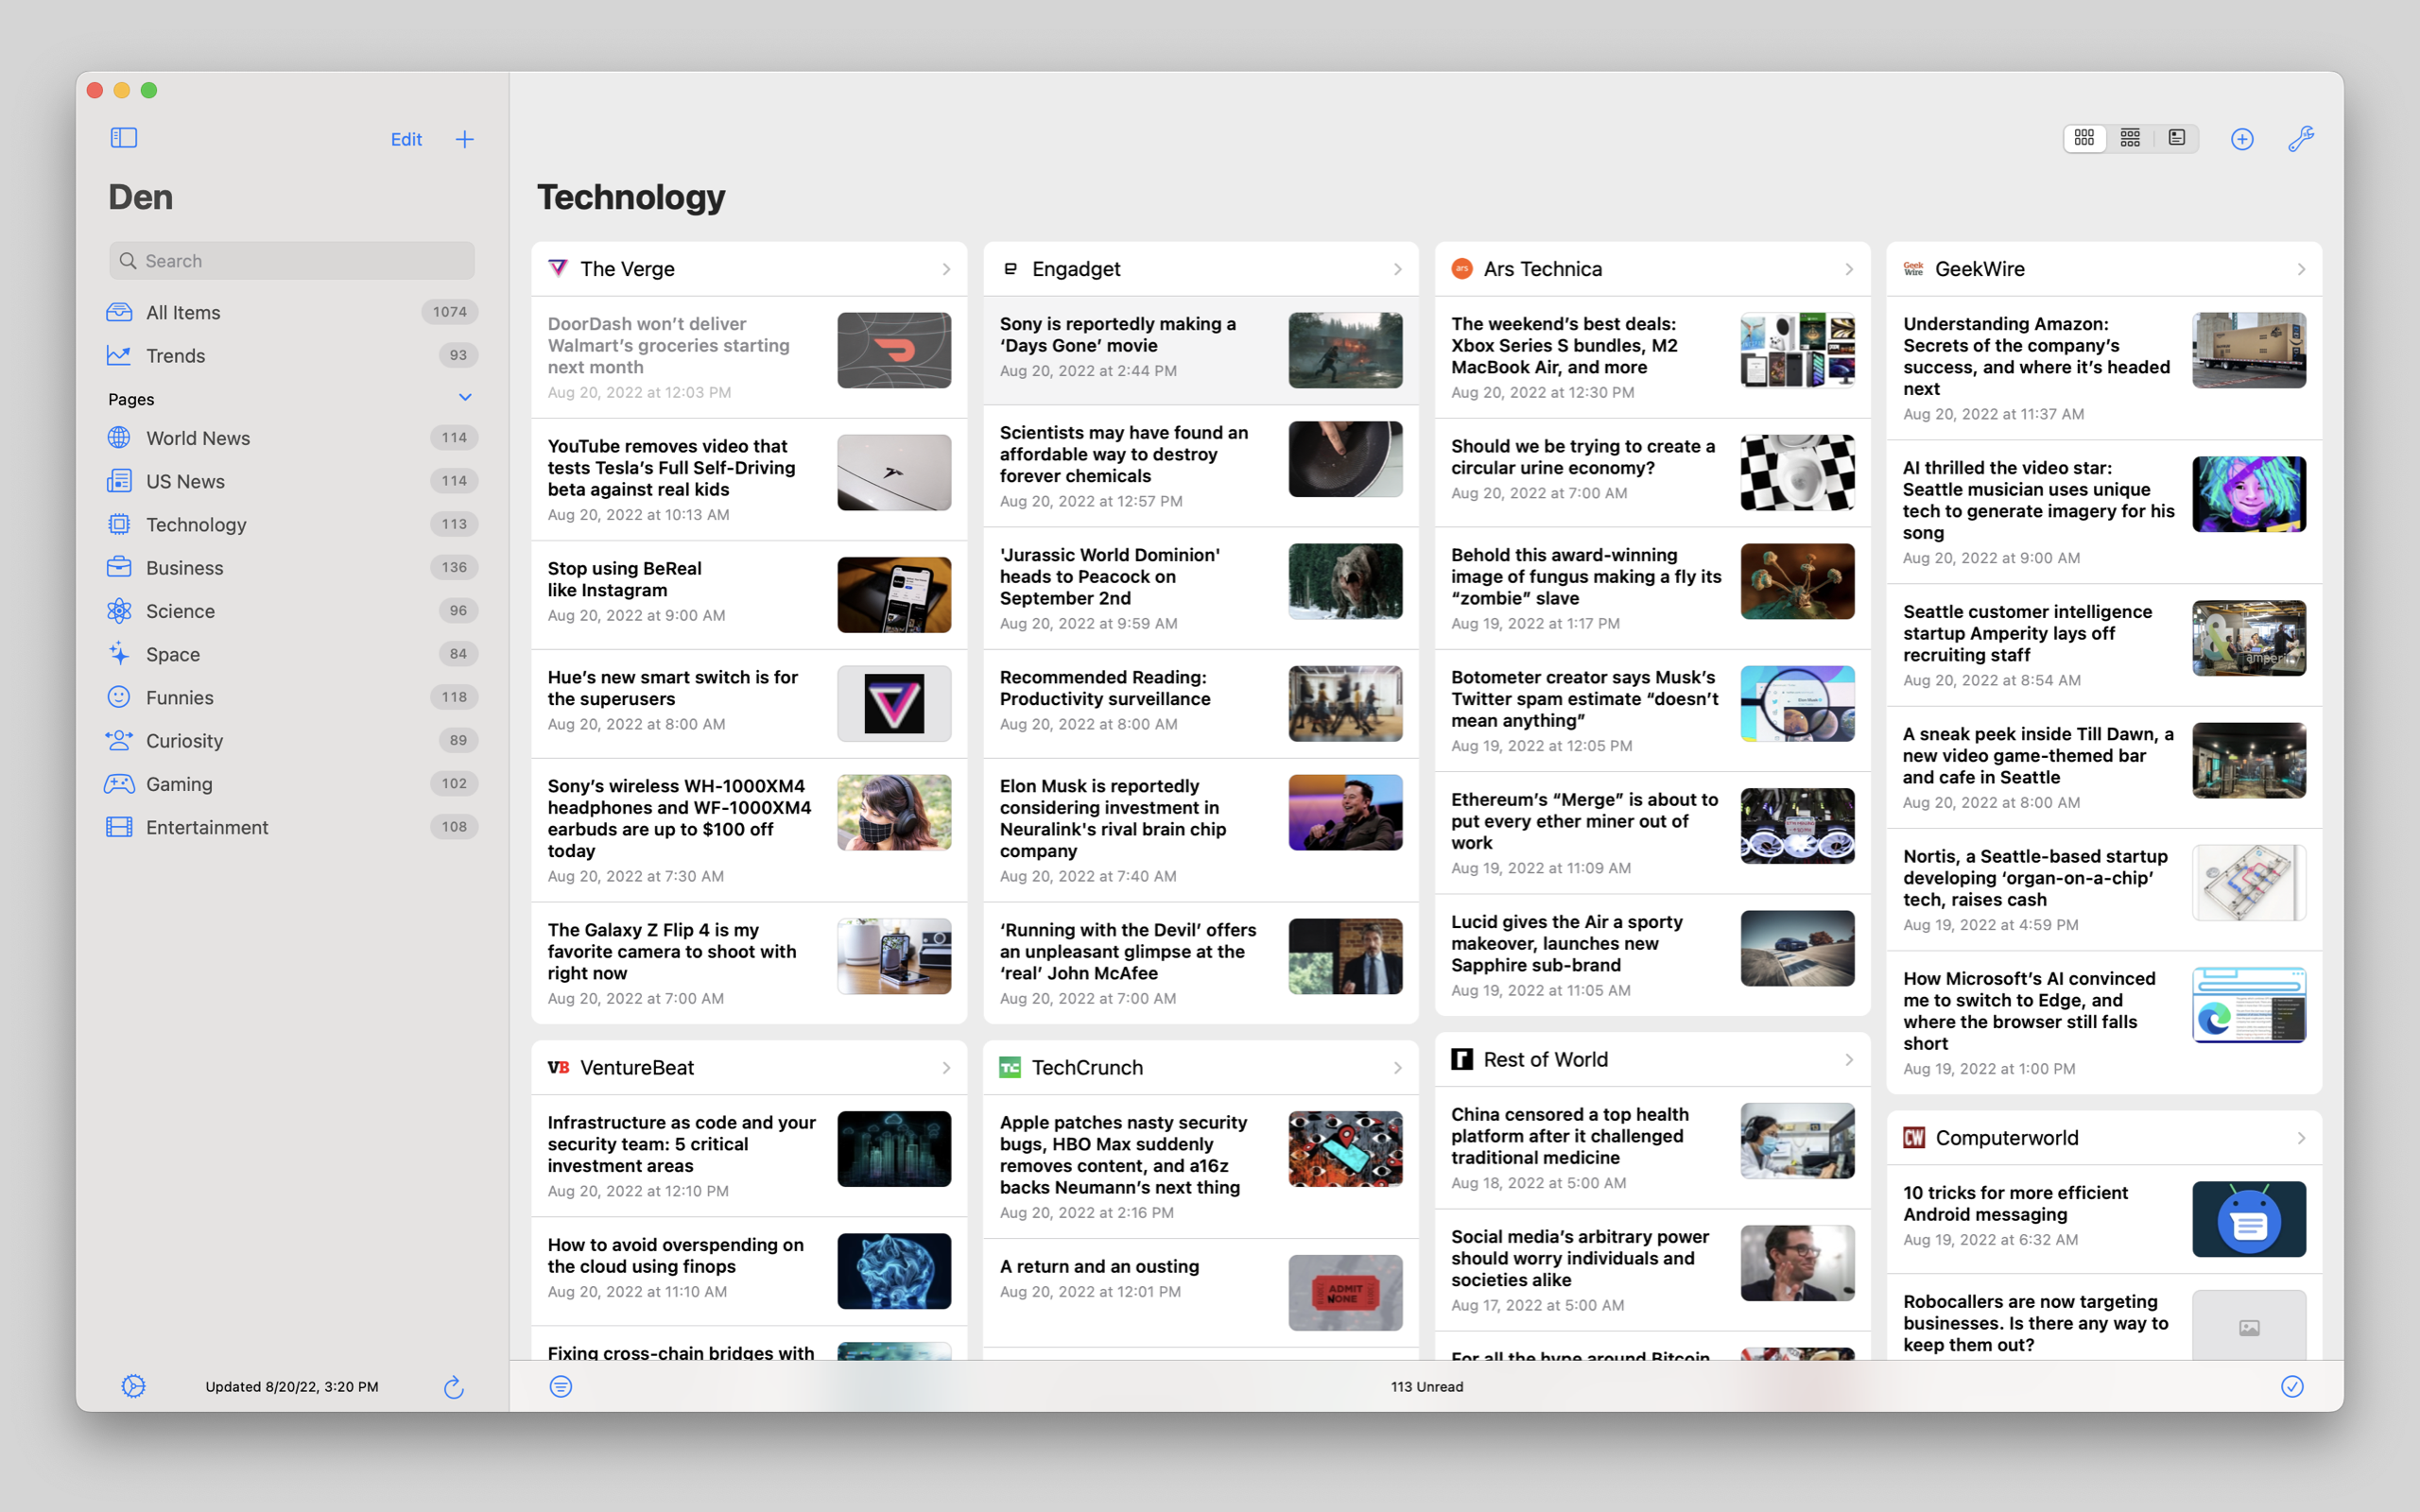 Edit
Den
Search
All Items 1074
Trends 93
Pages
World News 114
US News 114
Technology 113
Business 136
Science 96
Space 84
Funnies 118
Curiosity 89
Gaming 102
Entertainment 108
Updated 8/20/22, 3:20 PM
Technology
The Verge
DoorDash won’t deliver
Walmart’s groceries starting
next month
Aug 20, 2022 at 12:03 PM
YouTube removes video that
tests Tesla’s Full Self-Driving
beta against real kids
Aug 20, 2022 at 10:13 AM
Stop using BeReal
like Instagram
Aug 20, 2022 at 9:00 AM
Hue’s new smart switch is for
the superusers
Aug 20, 2022 at 8:00 AM
Sony’s wireless WH-1000XM4
headphones and WF-1000XM4
earbuds are up to $100 off
today
Aug 20, 2022 at 7:30 AM
The Galaxy Z Flip 4 is my
favorite camera to shoot with
right now
Aug 20, 2022 at 7:00 AM
VB VentureBeat
Infrastructure as code and your
security team: 5 critical
investment areas
Aug 20, 2022 at 12:10 PM
How to avoid overspending on
the cloud using finops
Aug 20, 2022 at 11:10 AM
Fixing cross-chain bridges with
Engadget
Sony is reportedly making a
‘Days Gone’ movie
Aug 20, 2022 at 2:44 PM
Scientists may have found an
affordable way to destroy
forever chemicals
Aug 20, 2022 at 12:57 PM
'Jurassic World Dominion'
heads to Peacock on
September 2nd
Aug 20, 2022 at 9:59 AM
Recommended Reading:
Productivity surveillance
Aug 20, 2022 at 8:00 AM
Elon Musk is reportedly
considering investment in
Neuralink's rival brain chip
company
Aug 20, 2022 at 7:40 AM
‘Running with the Devil’ offers
an unpleasant glimpse at the
‘real’ John McAfee
Aug 20, 2022 at 7:00 AM
TC TechCrunch
Apple patches nasty security
bugs, HBO Max suddenly
removes content, and a16z
backs Neumann’s next thing
Aug 20, 2022 at 2:16 PM
A return and an ousting
Aug 20, 2022 at 12:01 PM
ADMIT
NONE
ars Ars Technica
The weekend’s best deals:
Xbox Series S bundles, M2
MacBook Air, and more
Aug 20, 2022 at 12:30 PM
Should we be trying to create a
circular urine economy?
Aug 20, 2022 at 7:00 AM
Behold this award-winning
image of fungus making a fly its
“zombie” slave
Aug 19, 2022 at 1:17 PM
Botometer creator says Musk’s
Twitter spam estimate “doesn’t
mean anything”
Aug 19, 2022 at 12:05 PM
Ethereum’s “Merge” is about to
put every ether miner out of
work
Aug 19, 2022 at 11:09 AM
Lucid gives the Air a sporty
makeover, launches new
Sapphire sub-brand
Aug 19, 2022 at 11:05 AM
Rest of World
China censored a top health
platform after it challenged
traditional medicine
Aug 18, 2022 at 5:00 AM
Social media’s arbitrary power
should worry individuals and
societies alike
Aug 17, 2022 at 5:00 AM
For all the hype around Bitcoin
Geek
Wire
GeekWire
Understanding Amazon:
Secrets of the company’s
success, and where it’s headed
next
Aug 20, 2022 at 11:37 AM
AI thrilled the video star:
Seattle musician uses unique
tech to generate imagery for his
song
Aug 20, 2022 at 9:00 AM
Seattle customer intelligence
startup Amperity lays off
recruiting staff
Aug 20, 2022 at 8:54 AM
A sneak peek inside Till Dawn, a
new video game-themed bar
and cafe in Seattle
Aug 20, 2022 at 8:00 AM
Nortis, a Seattle-based startup
developing ‘organ-on-a-chip’
tech, raises cash
Aug 19, 2022 at 4:59 PM
How Microsoft’s AI convinced
me to switch to Edge, and
where the browser still falls
short
Aug 19, 2022 at 1:00 PM
CW Computerworld
10 tricks for more efficient
Android messaging
Aug 19, 2022 at 6:32 AM
Robocallers are now targeting
businesses. Is there any way to
keep them out?
113 Unread